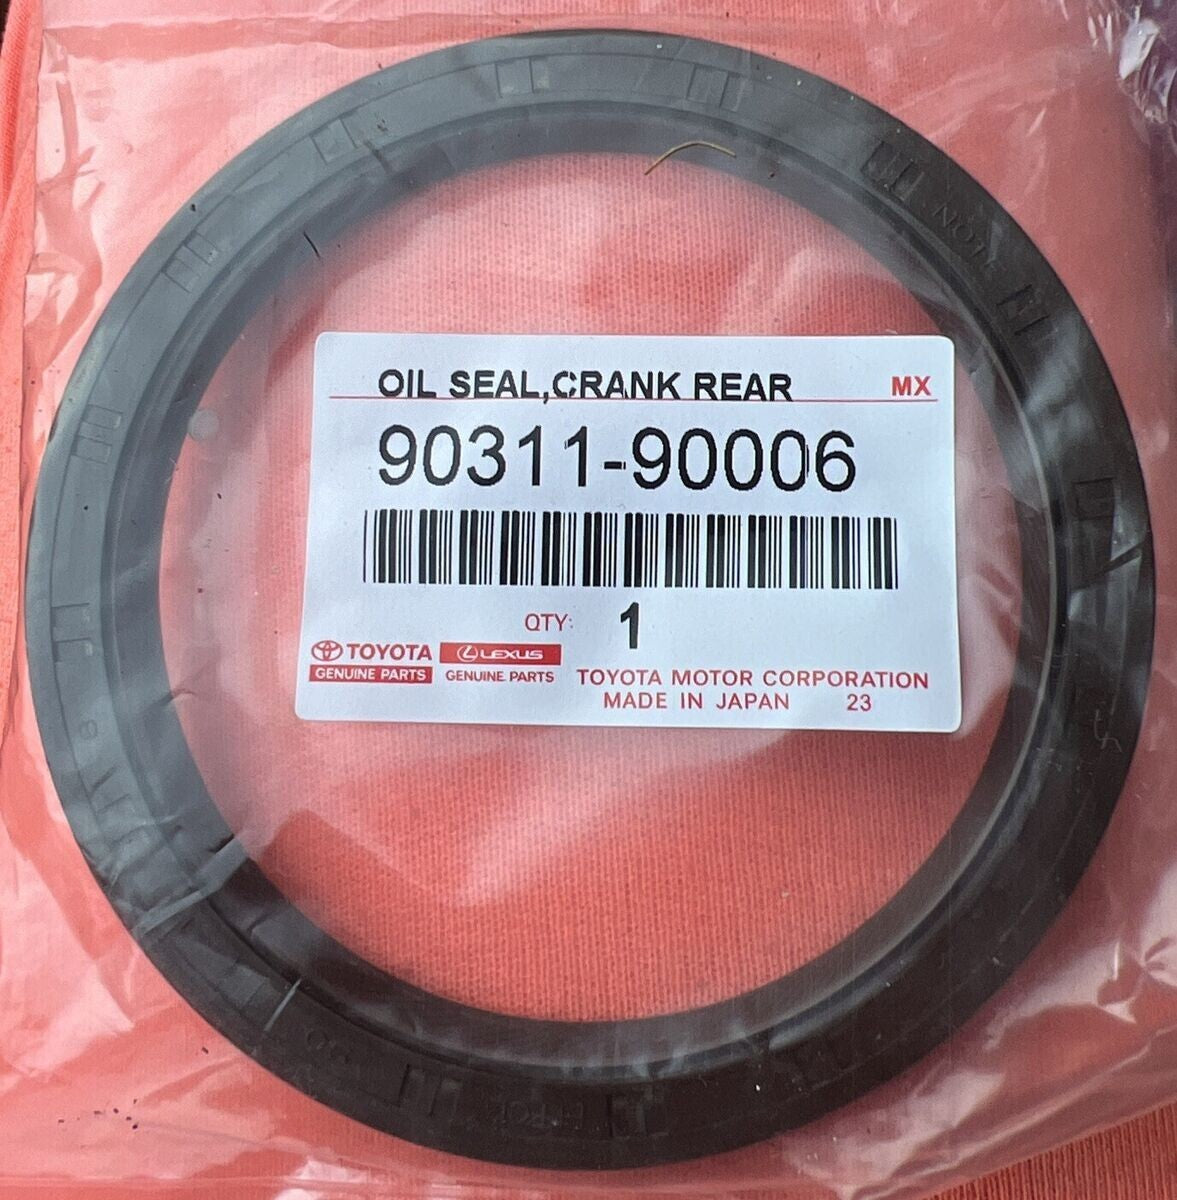 OIL SEAL,CRANK REAR MX
90311-90006
QTY: 1
TOYOTA LEXUS
GENUINE PARTS GENUINE PARTS
TOYOTA MOTOR CORPORATION
MADE IN JAPAN 23
NOTE